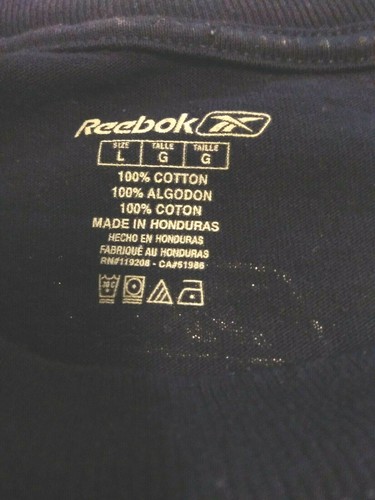 Reebok
SIZE TALLE TAILLE
L G G
100% COTTON
100% ALGODON
100% COTON
MADE IN HONDURAS
HECHO EN HONDURAS
FABRIQUÉ AU HONDURAS
RN#119208 - CA#51986